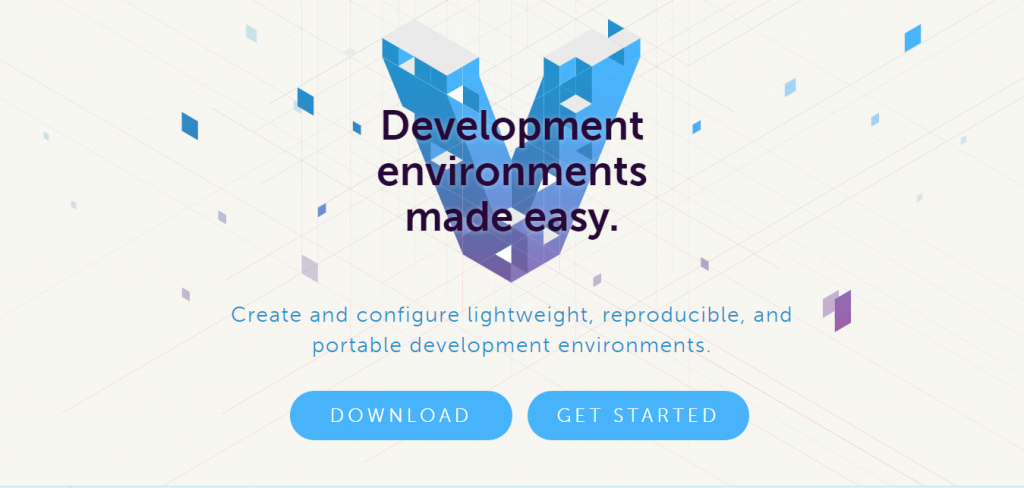 Development
environments
made easy.
Create and configure lightweight, reproducible, and
portable development environments.
DOWNLOAD
GET STARTED